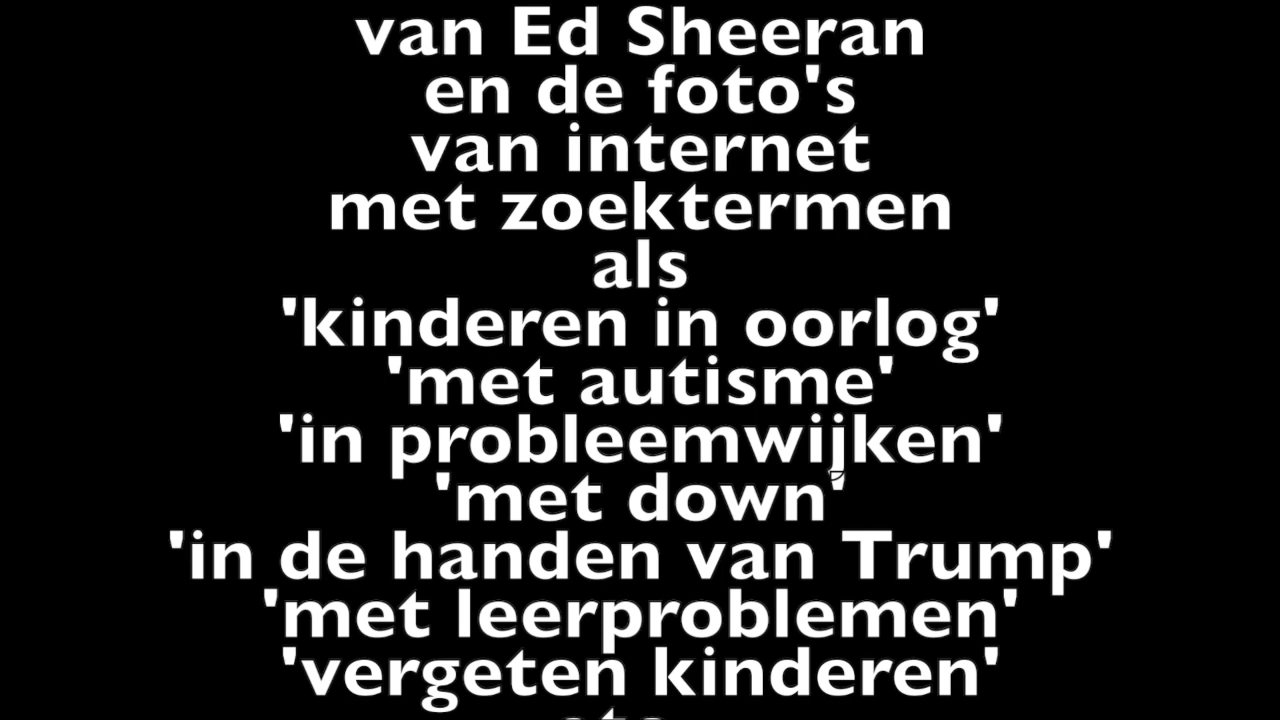 van Ed Sheeran
en de foto's
van internet
met zoektermen
als
'kinderen in oorlog'
'met autisme'
'in probleemwijken'
'met down'
'in de handen van Trump'
'met leerproblemen'
'vergeten kinderen'